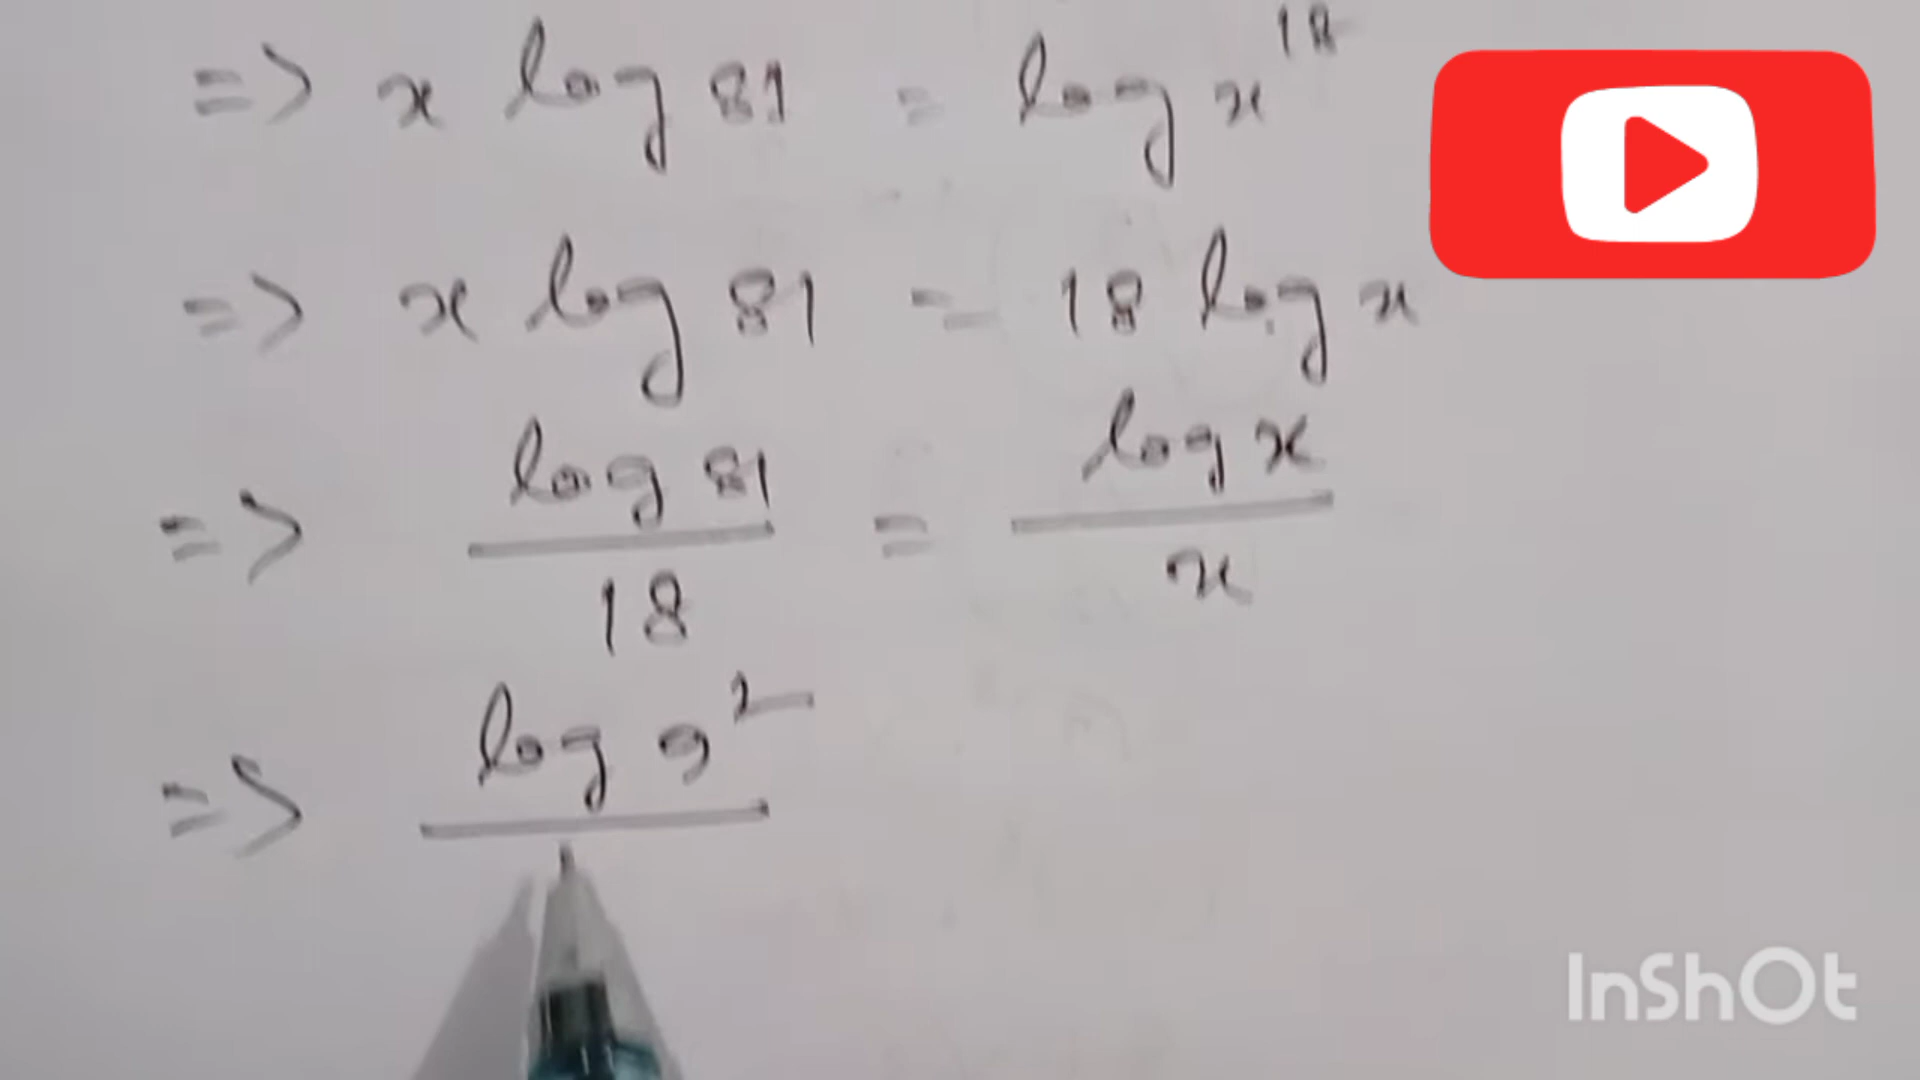 => x log 81 = log x^18
=> x log 81 = 18 log x
=> log 81 / 18 = log x / x
=> log 9^2
InShOt